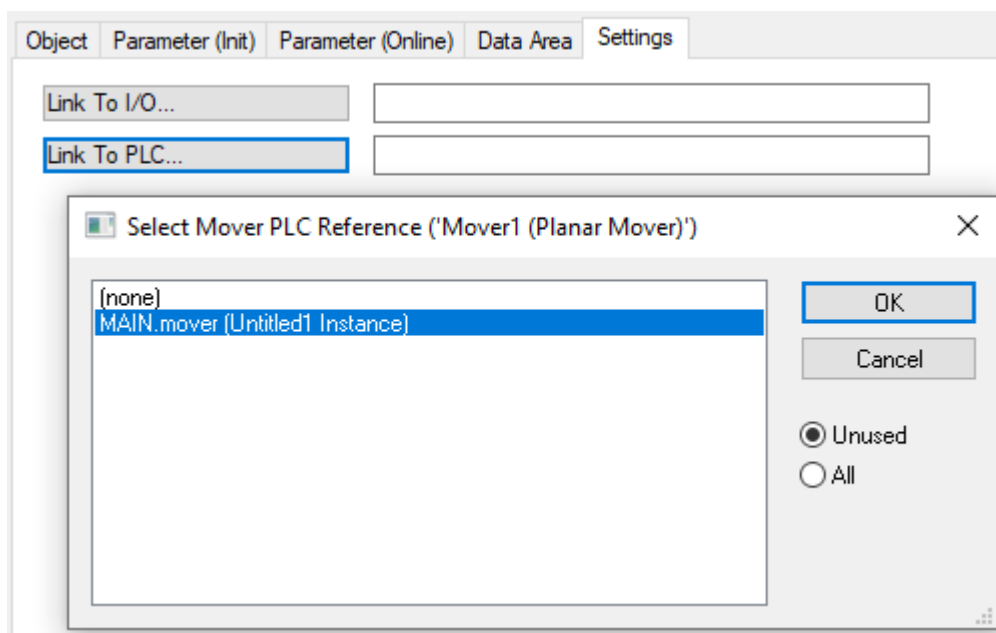 Object Parameter (Init) Parameter (Online) Data Area Settings
Link To I/O...
Link To PLC...
Select Mover PLC Reference ('Mover1 (Planar Mover)')
(none)
MAIN.mover (Untitled1 Instance)
OK
Cancel
Unused
All